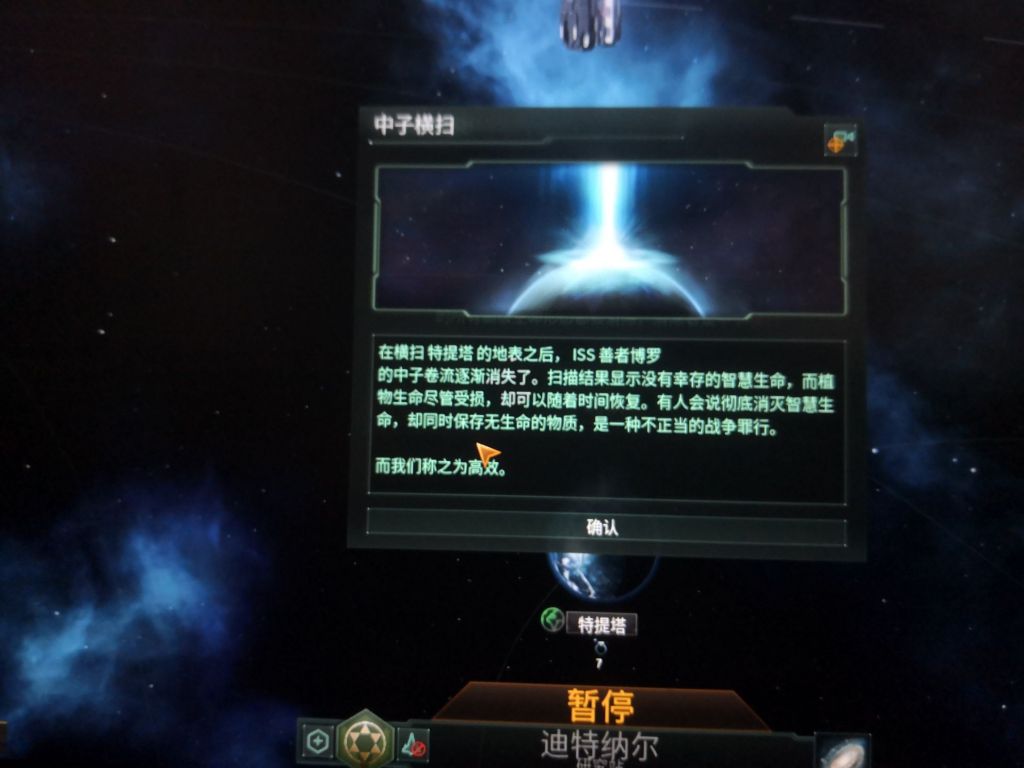 中子横扫
在横扫 特提塔 的地表之后， ISS 善者博罗
的中子卷流逐渐消失了。扫描结果显示没有幸存的智慧生命，而植
物生命尽管受损，却可以随着时间恢复。有人会说彻底消灭智慧生
命，却同时保存无生命的物质，是一种不正当的战争罪行。
而我们称之为高效。
确认
特提塔
7
暂停
迪特纳尔